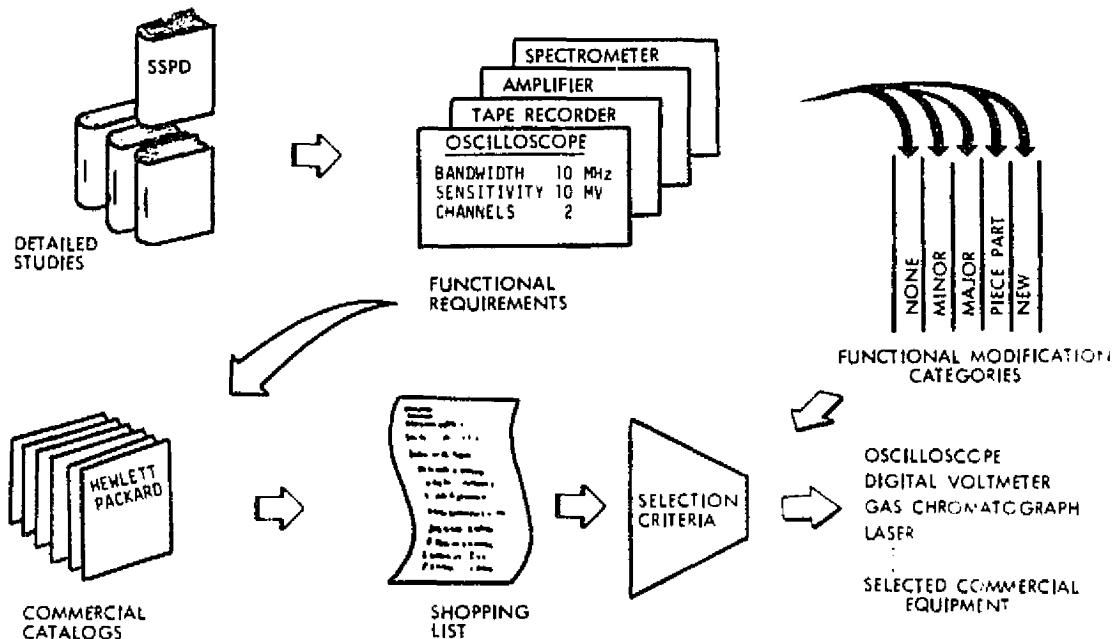 SSPD
DETAILED
STUDIES
SPECTROMETER
AMPLIFIER
TAPE RECORDER
OSCILLOSCOPE
BANDWIDTH 10 MHz
SENSITIVITY 10 MV
CHANNELS 2
FUNCTIONAL
REQUIREMENTS
NONE
MINOR
MAJOR
PIECE PART
NEW
FUNCTIONAL MODIFICATION
CATEGORIES
HEWLETT
PACKARD
COMMERCIAL
CATALOGS
SHOPPING
LIST
SELECTION
CRITERIA
OSCILLOSCOPE
DIGITAL VOLTMETER
GAS CHROMATOGRAPH
LASER
SELECTED COMMERCIAL
EQUIPMENT